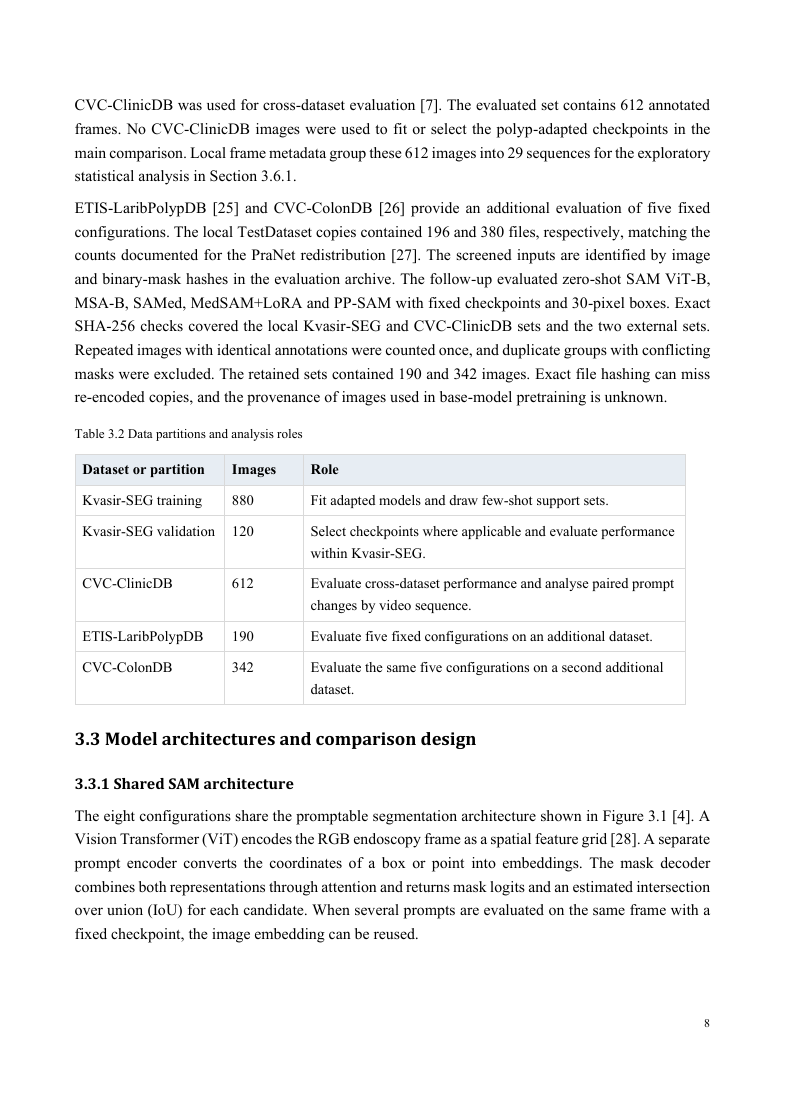 CVC-ClinicDB was used for cross-dataset evaluation [7]. The evaluated set contains 612 annotated
frames. No CVC-ClinicDB images were used to fit or select the polyp-adapted checkpoints in the
main comparison. Local frame metadata group these 612 images into 29 sequences for the exploratory
statistical analysis in Section 3.6.1.
ETIS-LaribPolypDB [25] and CVC-ColonDB [26] provide an additional evaluation of five fixed
configurations. The local TestDataset copies contained 196 and 380 files, respectively, matching the
counts documented for the PraNet redistribution [27]. The screened inputs are identified by image
and binary-mask hashes in the evaluation archive. The follow-up evaluated zero-shot SAM ViT-B,
MSA-B, SAMed, MedSAM+LoRA and PP-SAM with fixed checkpoints and 30-pixel boxes. Exact
SHA-256 checks covered the local Kvasir-SEG and CVC-ClinicDB sets and the two external sets.
Repeated images with identical annotations were counted once, and duplicate groups with conflicting
masks were excluded. The retained sets contained 190 and 342 images. Exact file hashing can miss
re-encoded copies, and the provenance of images used in base-model pretraining is unknown.
Table 3.2 Data partitions and analysis roles
Dataset or partition Images Role
Kvasir-SEG training 880 Fit adapted models and draw few-shot support sets.
Kvasir-SEG validation 120 Select checkpoints where applicable and evaluate performance
within Kvasir-SEG.
CVC-ClinicDB 612 Evaluate cross-dataset performance and analyse paired prompt
changes by video sequence.
ETIS-LaribPolypDB 190 Evaluate five fixed configurations on an additional dataset.
CVC-ColonDB 342 Evaluate the same five configurations on a second additional
dataset.
3.3 Model architectures and comparison design
3.3.1 Shared SAM architecture
The eight configurations share the promptable segmentation architecture shown in Figure 3.1 [4]. A
Vision Transformer (ViT) encodes the RGB endoscopy frame as a spatial feature grid [28]. A separate
prompt encoder converts the coordinates of a box or point into embeddings. The mask decoder
combines both representations through attention and returns mask logits and an estimated intersection
over union (IoU) for each candidate. When several prompts are evaluated on the same frame with a
fixed checkpoint, the image embedding can be reused.
8